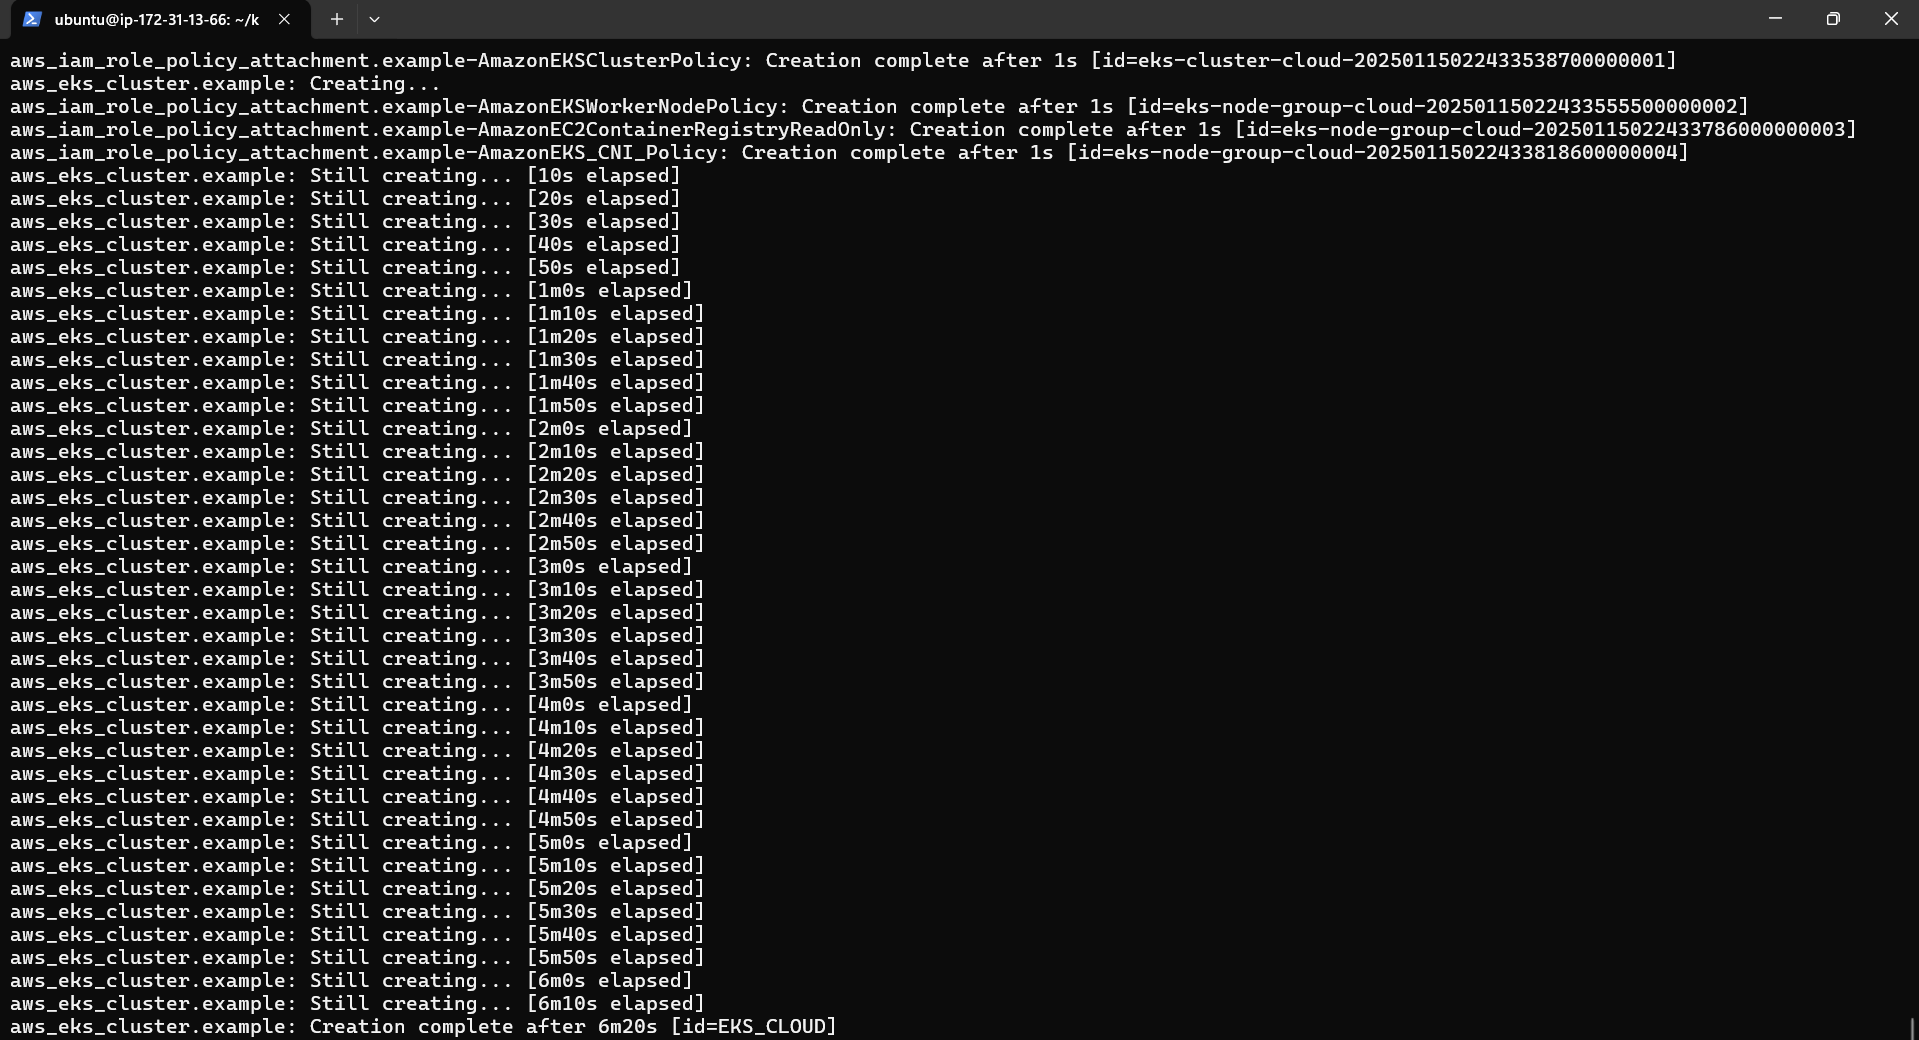 ubuntu@ip-172-31-13-66: ~/k
aws_iam_role_policy_attachment.example-AmazonEKSClusterPolicy: Creation complete after 1s [id=eks-cluster-cloud-20250115022433538700000001]
aws_eks_cluster.example: Creating...
aws_iam_role_policy_attachment.example-AmazonEKSWorkerNodePolicy: Creation complete after 1s [id=eks-node-group-cloud-20250115022433555500000002]
aws_iam_role_policy_attachment.example-AmazonEC2ContainerRegistryReadOnly: Creation complete after 1s [id=eks-node-group-cloud-20250115022433786000000003]
aws_iam_role_policy_attachment.example-AmazonEKS_CNI_Policy: Creation complete after 1s [id=eks-node-group-cloud-20250115022433818600000004]
aws_eks_cluster.example: Still creating... [10s elapsed]
aws_eks_cluster.example: Still creating... [20s elapsed]
aws_eks_cluster.example: Still creating... [30s elapsed]
aws_eks_cluster.example: Still creating... [40s elapsed]
aws_eks_cluster.example: Still creating... [50s elapsed]
aws_eks_cluster.example: Still creating... [1m0s elapsed]
aws_eks_cluster.example: Still creating... [1m10s elapsed]
aws_eks_cluster.example: Still creating... [1m20s elapsed]
aws_eks_cluster.example: Still creating... [1m30s elapsed]
aws_eks_cluster.example: Still creating... [1m40s elapsed]
aws_eks_cluster.example: Still creating... [1m50s elapsed]
aws_eks_cluster.example: Still creating... [2m0s elapsed]
aws_eks_cluster.example: Still creating... [2m10s elapsed]
aws_eks_cluster.example: Still creating... [2m20s elapsed]
aws_eks_cluster.example: Still creating... [2m30s elapsed]
aws_eks_cluster.example: Still creating... [2m40s elapsed]
aws_eks_cluster.example: Still creating... [2m50s elapsed]
aws_eks_cluster.example: Still creating... [3m0s elapsed]
aws_eks_cluster.example: Still creating... [3m10s elapsed]
aws_eks_cluster.example: Still creating... [3m20s elapsed]
aws_eks_cluster.example: Still creating... [3m30s elapsed]
aws_eks_cluster.example: Still creating... [3m40s elapsed]
aws_eks_cluster.example: Still creating... [3m50s elapsed]
aws_eks_cluster.example: Still creating... [4m0s elapsed]
aws_eks_cluster.example: Still creating... [4m10s elapsed]
aws_eks_cluster.example: Still creating... [4m20s elapsed]
aws_eks_cluster.example: Still creating... [4m30s elapsed]
aws_eks_cluster.example: Still creating... [4m40s elapsed]
aws_eks_cluster.example: Still creating... [4m50s elapsed]
aws_eks_cluster.example: Still creating... [5m0s elapsed]
aws_eks_cluster.example: Still creating... [5m10s elapsed]
aws_eks_cluster.example: Still creating... [5m20s elapsed]
aws_eks_cluster.example: Still creating... [5m30s elapsed]
aws_eks_cluster.example: Still creating... [5m40s elapsed]
aws_eks_cluster.example: Still creating... [5m50s elapsed]
aws_eks_cluster.example: Still creating... [6m0s elapsed]
aws_eks_cluster.example: Still creating... [6m10s elapsed]
aws_eks_cluster.example: Creation complete after 6m20s [id=EKS_CLOUD]